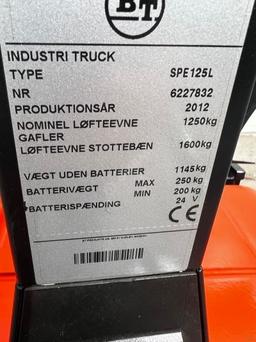 BT
INDUSTRI TRUCK
TYPE SPE125L
NR 6227832
PRODUKTIONSÅR 2012
NOMINEL LØFTEEVNE GAFLER 1250kg
LØFTEEVNE STOTTEBÆN 1600kg
VÆGT UDEN BATTERIER 1145kg
BATTERIVÆGT MAX 250 kg
MIN 200 kg
BATTERISPÆNDING 24 V
CE